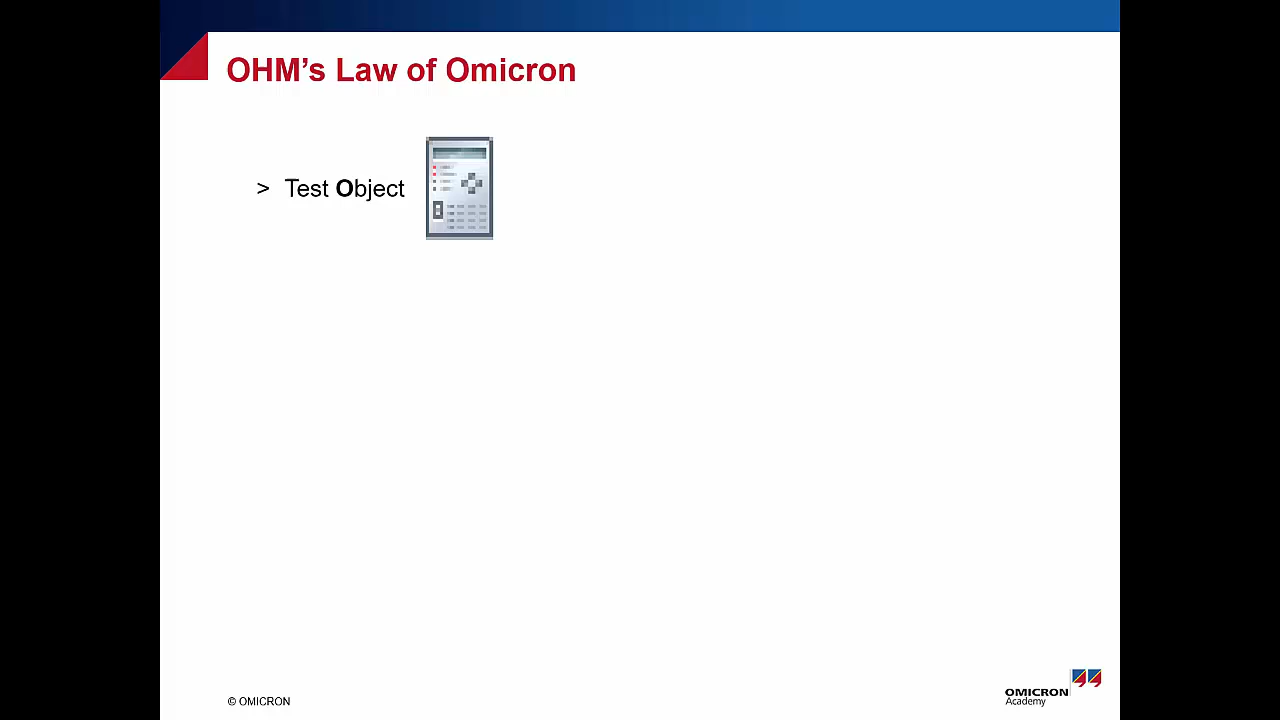 OHM’s Law of Omicron
> Test Object
© OMICRON
OMICRON
Academy